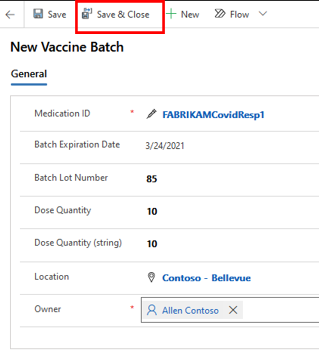 Save Save & Close New Flow
New Vaccine Batch
General
Medication ID * FABRIKAMCovidResp1
Batch Expiration Date 3/24/2021
Batch Lot Number 85
Dose Quantity 10
Dose Quantity (string) 10
Location Contoso - Bellevue
Owner * Allen Contoso